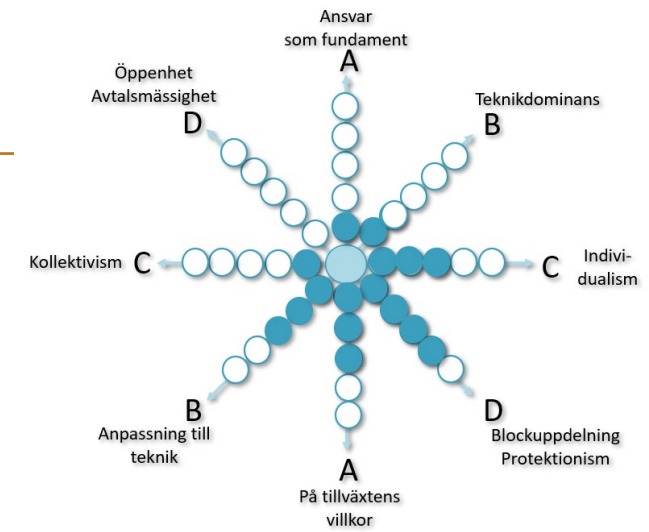 Ansvar
som fundament
A
Öppenhet
Avtalsmässighet
D
Teknikdominans
B
Kollektivism C
C Indivi-
dualism
B
Anpassning till
teknik
D
Blockuppdelning
Protektionism
A
På tillväxtens
villkor